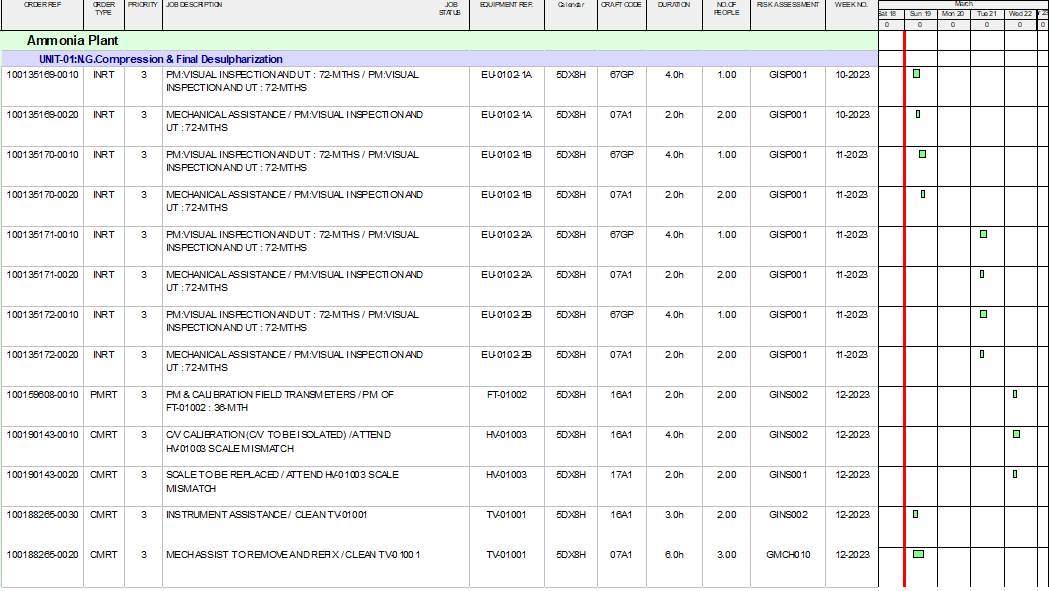 ORDER REF ORDER TYPE PRIORITY JOB DESCRIPTION JOB STATUS EQUIPMENT REF. Calendar CRAFT CODE DURATION NO.OF PEOPLE RISK ASSESSMENT WEEK NO. March
Sat 18 Sun 19 Mon 20 Tue 21 Wed 22
0 0 0 0 0 0
Ammonia Plant
UNIT-01:N.G.Compression & Final Desulpharization
100135169-0010 INRT 3 PM:VISUAL INSPECTION AND UT : 72-MTHS / PM:VISUAL EU-0102-1A 5DX8H 67GP 4.0h 1.00 GISP001 10-2023
INSPECTION AND UT : 72-MTHS
100135169-0020 INRT 3 MECHANICAL ASSISTANCE / PM:VISUAL INSPECTION AND EU-0102-1A 5DX8H 07A1 2.0h 2.00 GISP001 10-2023
UT : 72-MTHS
100135170-0010 INRT 3 PM:VISUAL INSPECTION AND UT : 72-MTHS / PM:VISUAL EU-0102-1B 5DX8H 67GP 4.0h 1.00 GISP001 11-2023
INSPECTION AND UT : 72-MTHS
100135170-0020 INRT 3 MECHANICAL ASSISTANCE / PM:VISUAL INSPECTION AND EU-0102-1B 5DX8H 07A1 2.0h 2.00 GISP001 11-2023
UT : 72-MTHS
100135171-0010 INRT 3 PM:VISUAL INSPECTION AND UT : 72-MTHS / PM:VISUAL EU-0102-2A 5DX8H 67GP 4.0h 1.00 GISP001 11-2023
INSPECTION AND UT : 72-MTHS
100135171-0020 INRT 3 MECHANICAL ASSISTANCE / PM:VISUAL INSPECTION AND EU-0102-2A 5DX8H 07A1 2.0h 2.00 GISP001 11-2023
UT : 72-MTHS
100135172-0010 INRT 3 PM:VISUAL INSPECTION AND UT : 72-MTHS / PM:VISUAL EU-0102-2B 5DX8H 67GP 4.0h 1.00 GISP001 11-2023
INSPECTION AND UT : 72-MTHS
100135172-0020 INRT 3 MECHANICAL ASSISTANCE / PM:VISUAL INSPECTION AND EU-0102-2B 5DX8H 07A1 2.0h 2.00 GISP001 11-2023
UT : 72-MTHS
100159608-0010 PMRT 3 PM & CALIBRATION FIELD TRANSMETERS / PM OF FT-01002 5DX8H 16A1 2.0h 2.00 GINS002 12-2023
FT-01002 : 36-MTH
100190143-0010 CMRT 3 C/V CALIBRATION (C/V TO BE ISOLATED) / ATTEND HV-01003 5DX8H 16A1 4.0h 2.00 GINS002 12-2023
HV-01003 SCALE MISMATCH
100190143-0020 CMRT 3 SCALE TO BE REPLACED / ATTEND HV-01003 SCALE HV-01003 5DX8H 17A1 2.0h 2.00 GINS001 12-2023
MISMATCH
100188265-0030 CMRT 3 INSTRUMENT ASSISTANCE / CLEAN TV-01001 TV-01001 5DX8H 16A1 3.0h 2.00 GINS002 12-2023
100188265-0020 CMRT 3 MECH ASSIST TO REMOVE AND REFIX / CLEAN TV-01001 TV-01001 5DX8H 07A1 6.0h 3.00 GMCH010 12-2023